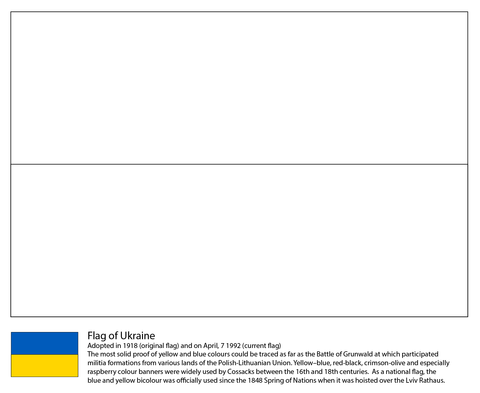 Flag of Ukraine
Adopted in 1918 (original flag) and on April, 7 1992 (current flag)
The most solid proof of yellow and blue colours could be traced as far as the Battle of Grunwald at which participated
militia formations from various lands of the Polish-Lithuanian Union. Yellow–blue, red-black, crimson-olive and especially
raspberry colour banners were widely used by Cossacks between the 16th and 18th centuries.  As a national flag, the
blue and yellow bicolour was officially used since the 1848 Spring of Nations when it was hoisted over the Lviv Rathaus.